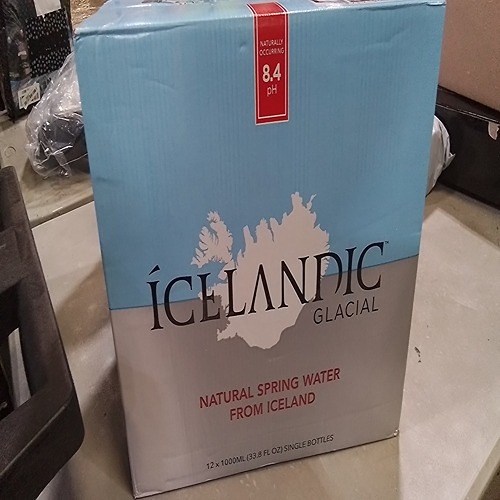 NATURALLY
OCCURRING
8.4
pH
ÍCELANDIC™
GLACIAL
NATURAL SPRING WATER
FROM ICELAND
12 x 1000ML (33.8 FL OZ) SINGLE BOTTLES